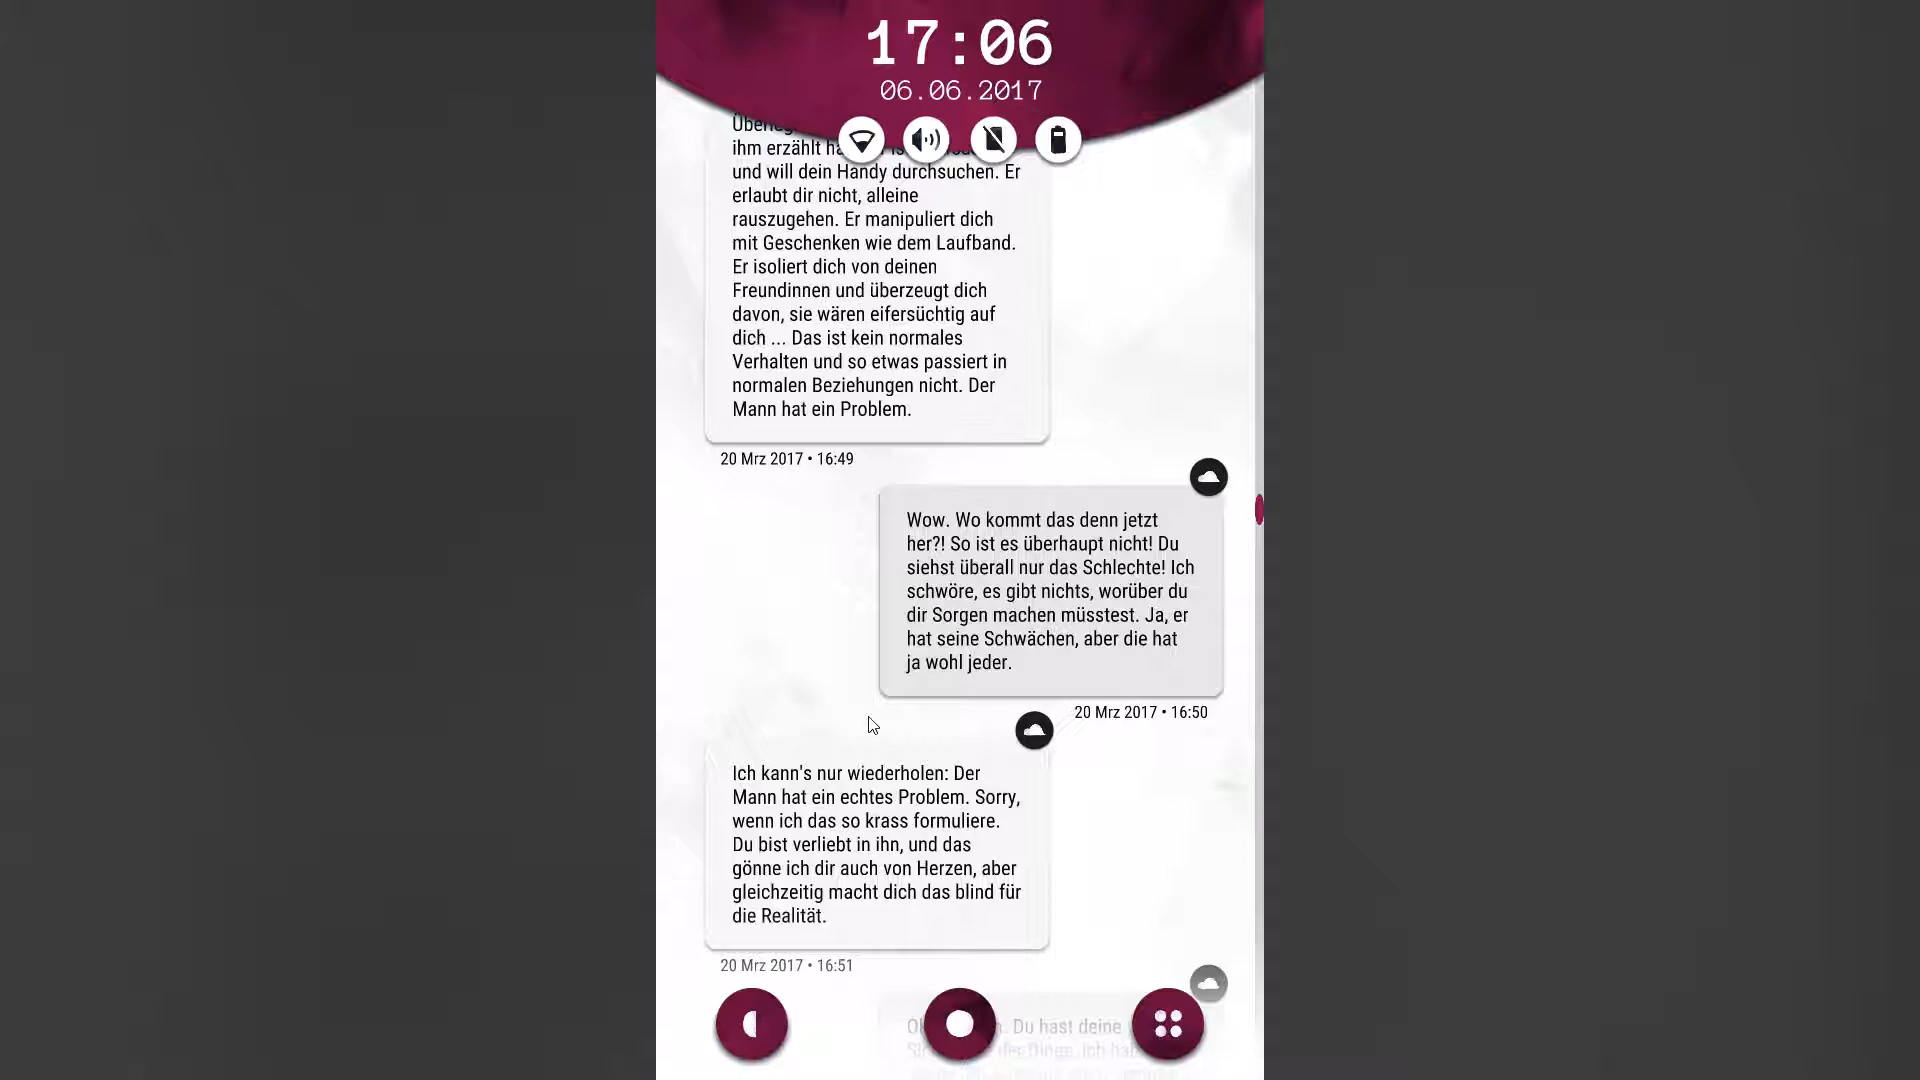 17:06
06.06.2017
ihm erzählt
und will dein Handy durchsuchen. Er
erlaubt dir nicht, alleine
rauszugehen. Er manipuliert dich
mit Geschenken wie dem Laufband.
Er isoliert dich von deinen
Freundinnen und überzeugt dich
davon, sie wären eifersüchtig auf
dich ... Das ist kein normales
Verhalten und so etwas passiert in
normalen Beziehungen nicht. Der
Mann hat ein Problem.
20 Mrz 2017 • 16:49
Wow. Wo kommt das denn jetzt
her?! So ist es überhaupt nicht! Du
siehst überall nur das Schlechte! Ich
schwöre, es gibt nichts, worüber du
dir Sorgen machen müsstest. Ja, er
hat seine Schwächen, aber die hat
ja wohl jeder.
20 Mrz 2017 • 16:50
Ich kann's nur wiederholen: Der
Mann hat ein echtes Problem. Sorry,
wenn ich das so krass formuliere.
Du bist verliebt in ihn, und das
gönne ich dir auch von Herzen, aber
gleichzeitig macht dich das blind für
die Realität.
20 Mrz 2017 • 16:51
Du hast deine
der Dinge. Ich